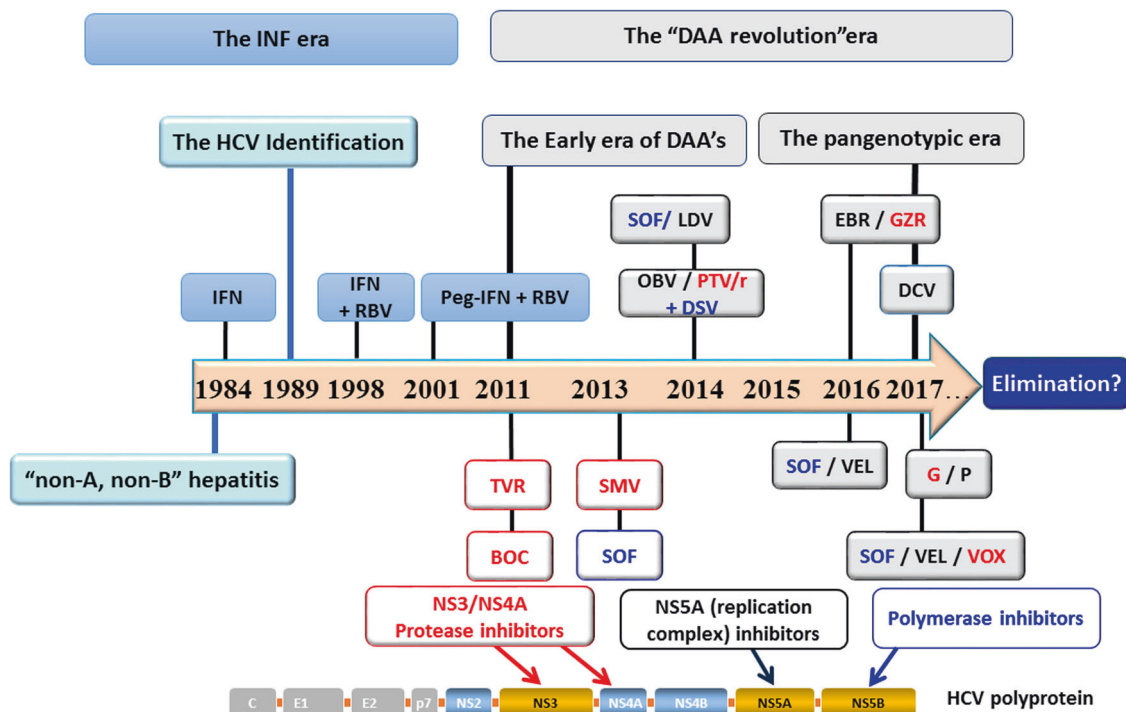 The INF era
The “DAA revolution”era
The HCV Identification
The Early era of DAA's
The pangenotypic era
SOF/ LDV
EBR / GZR
IFN
IFN
+ RBV
Peg-IFN + RBV
OBV / PTV/r
+ DSV
DCV
1984 1989 1998 2001 2011 2013 2014 2015 2016 2017...
Elimination?
“non-A, non-B” hepatitis
TVR
SMV
SOF / VEL
G / P
BOC
SOF
SOF / VEL / VOX
NS3/NS4A
Protease inhibitors
NS5A (replication
complex) inhibitors
Polymerase inhibitors
C E1 E2 p7 NS2 NS3 NS4A NS4B NS5A NS5B
HCV polyprotein